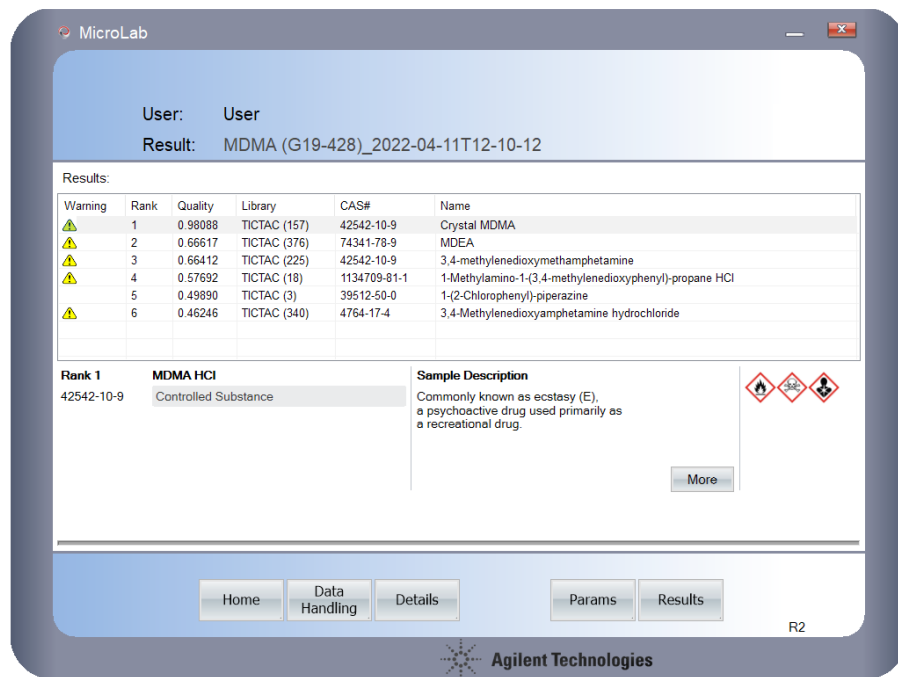 MicroLab
User: User
Result: MDMA (G19-428)_2022-04-11T12-10-12
Results:
Warning Rank Quality Library CAS# Name
1 0.98088 TICTAC (157) 42542-10-9 Crystal MDMA
2 0.66617 TICTAC (376) 74341-78-9 MDEA
3 0.66412 TICTAC (225) 42542-10-9 3,4-methylenedioxymethamphetamine
4 0.57692 TICTAC (18) 1134709-81-1 1-Methylamino-1-(3,4-methylenedioxyphenyl)-propane HCl
5 0.49890 TICTAC (3) 39512-50-0 1-(2-Chlorophenyl)-piperazine
6 0.46246 TICTAC (340) 4764-17-4 3,4-Methylenedioxyamphetamine hydrochloride
Rank 1 MDMA HCl Sample Description
42542-10-9 Controlled Substance Commonly known as ecstasy (E),
a psychoactive drug used primarily as
a recreational drug.
More
Home Data Handling Details Params Results
R2
Agilent Technologies